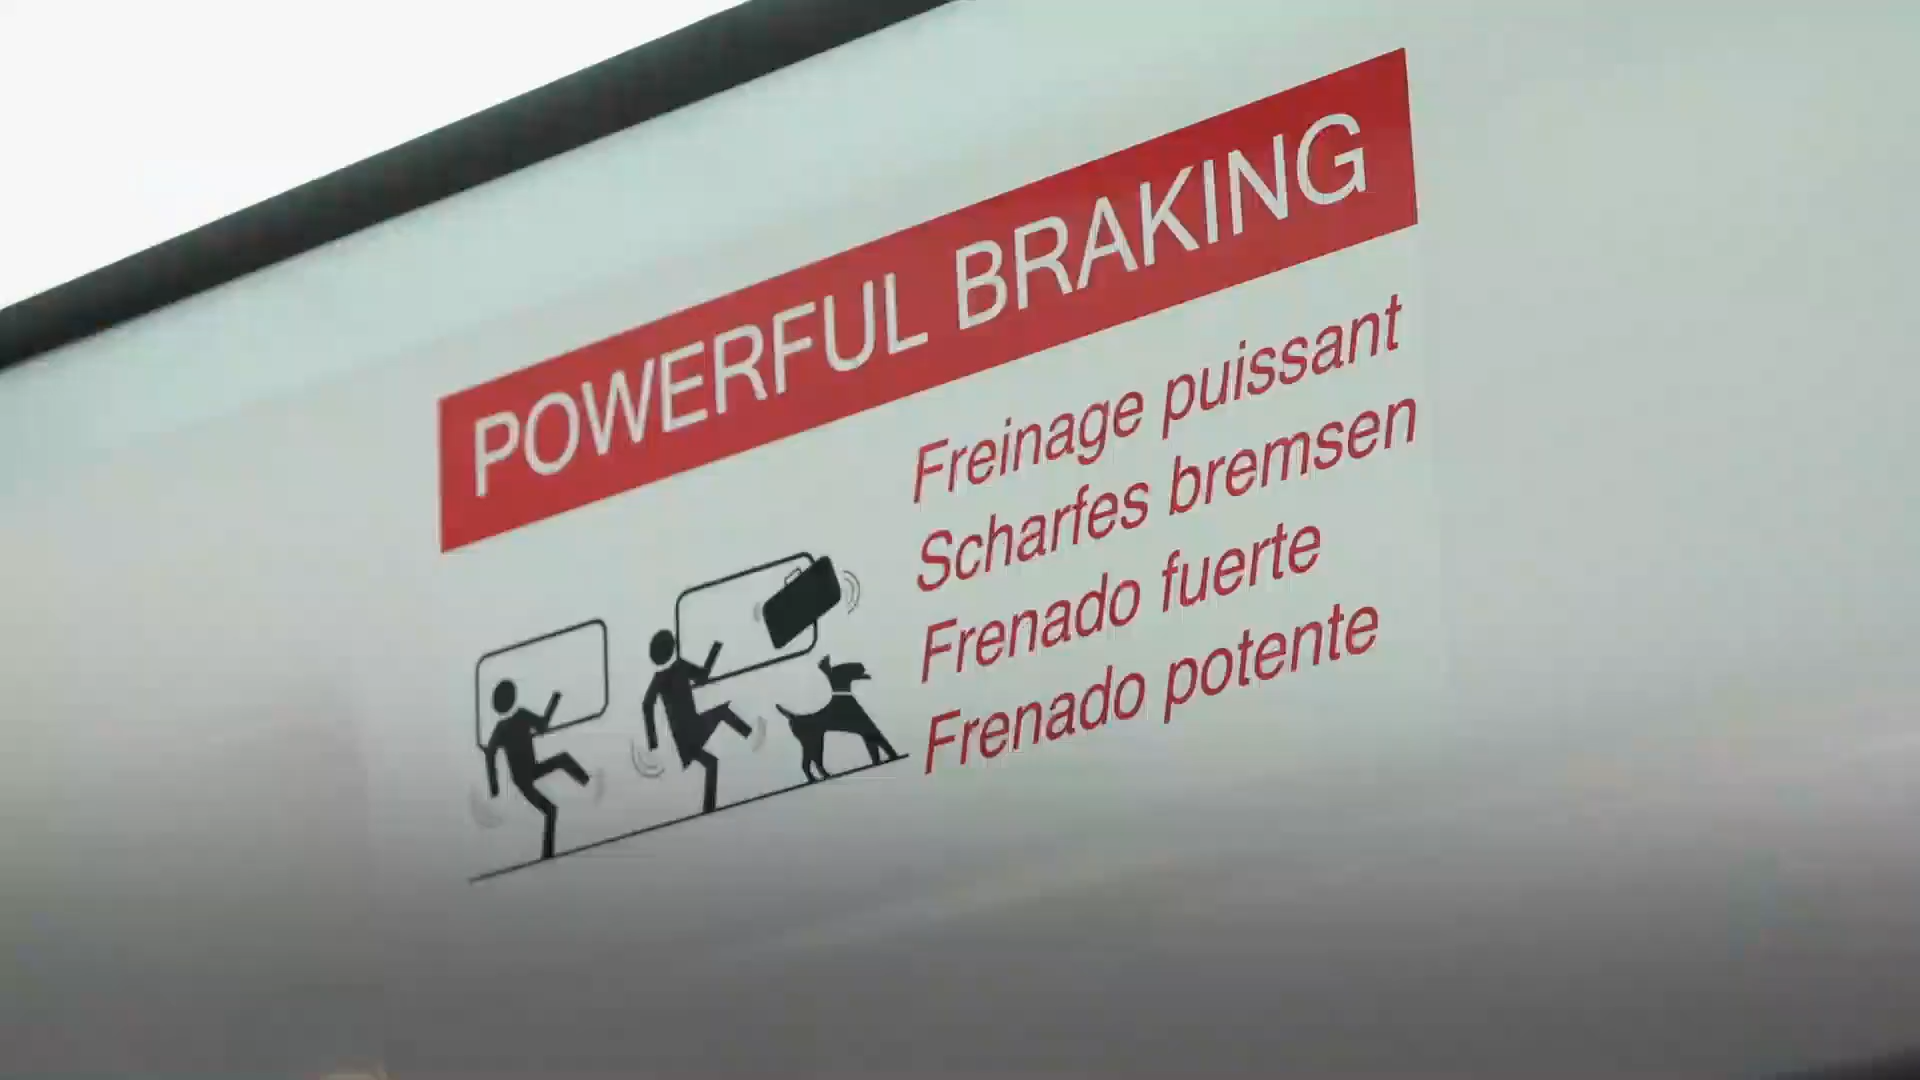 POWERFUL BRAKING
Freinage puissant
Scharfes bremsen
Frenado fuerte
Frenado potente